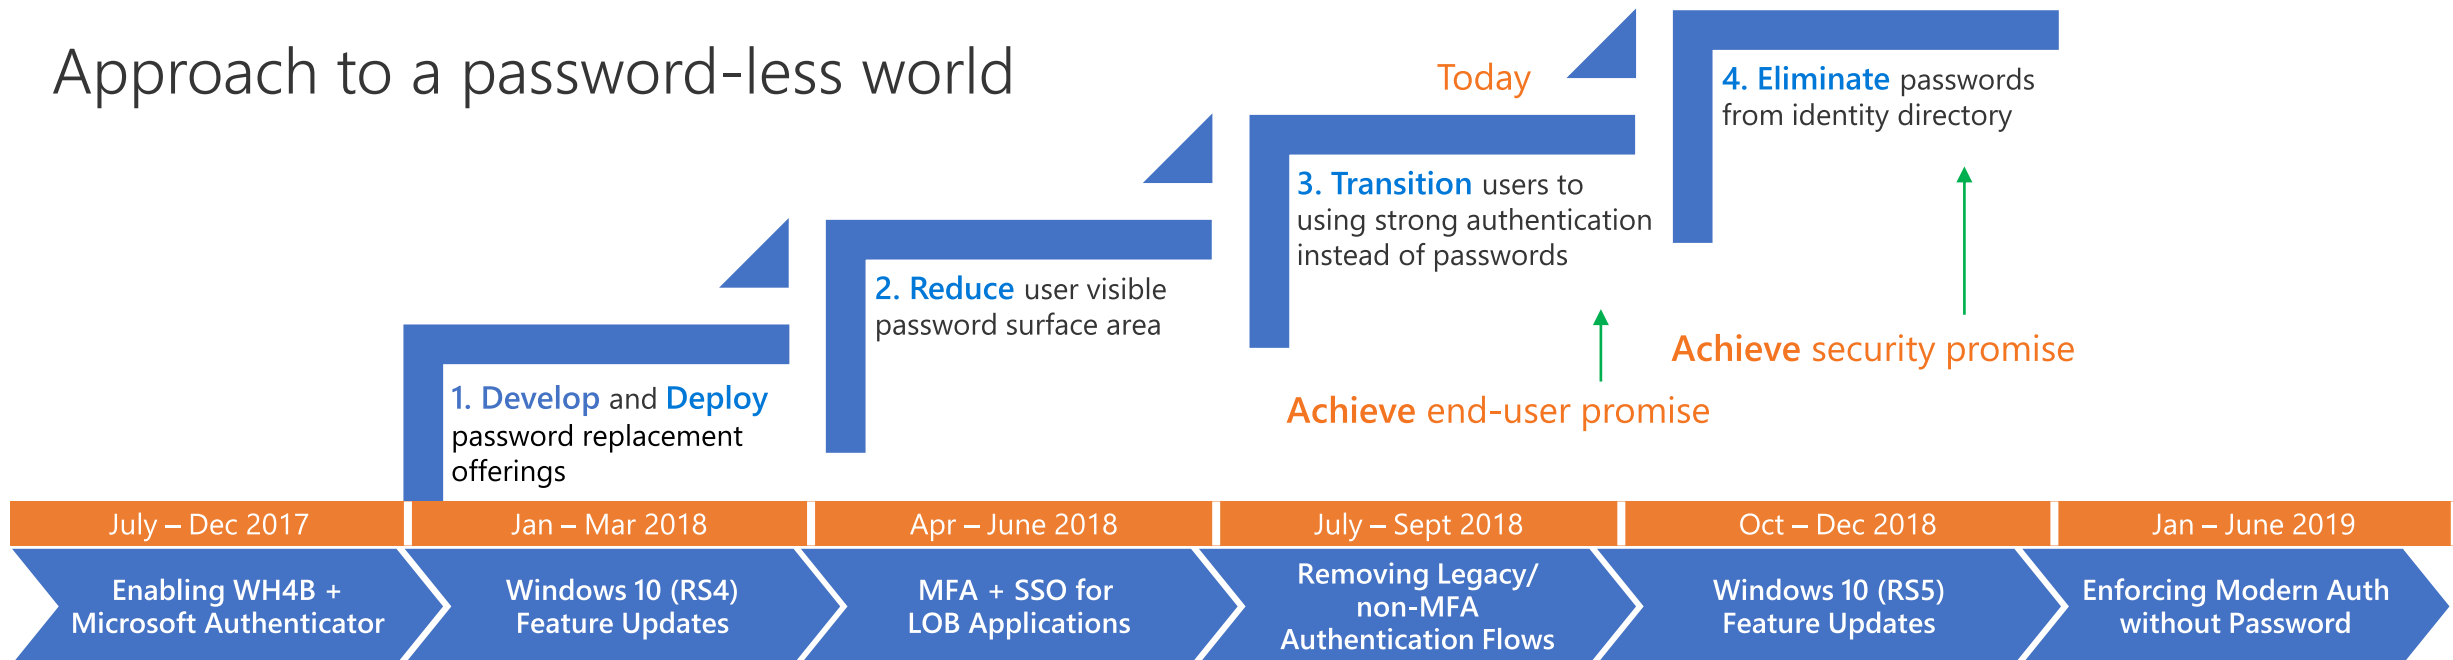 Approach to a password-less world
Today
4. Eliminate passwords
from identity directory
3. Transition users to
using strong authentication
instead of passwords
2. Reduce user visible
password surface area
Achieve security promise
1. Develop and Deploy
password replacement
offerings
Achieve end-user promise
July – Dec 2017
Jan – Mar 2018
Apr – June 2018
July – Sept 2018
Oct – Dec 2018
Jan – June 2019
Enabling WH4B +
Microsoft Authenticator
Windows 10 (RS4)
Feature Updates
MFA + SSO for
LOB Applications
Removing Legacy/
non-MFA
Authentication Flows
Windows 10 (RS5)
Feature Updates
Enforcing Modern Auth
without Password